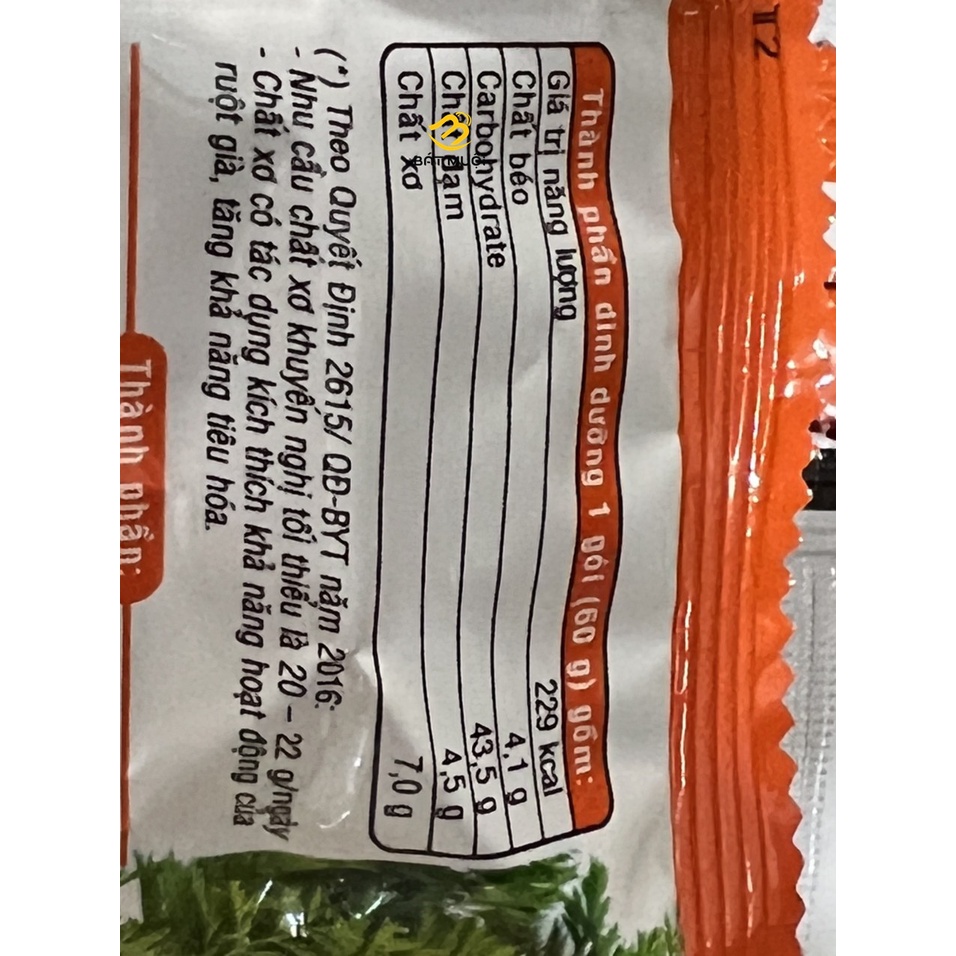 T2
Thành phần dinh dưỡng 1 gói (60 g) gồm:
Giá trị năng lượng 229 kcal
Chất béo 4,1 g
Carbohydrate 43,5 g
Chất đạm 4,5 g
Chất xơ 7,0 g
BÁT MUỐI
(*) Theo Quyết Định 2615/ QĐ-BYT năm 2016:
- Nhu cầu chất xơ khuyến nghị tối thiểu là 20 – 22 g/ngày
- Chất xơ có tác dụng kích thích khả năng hoạt động của
ruột già, tăng khả năng tiêu hóa.
Thành phần: